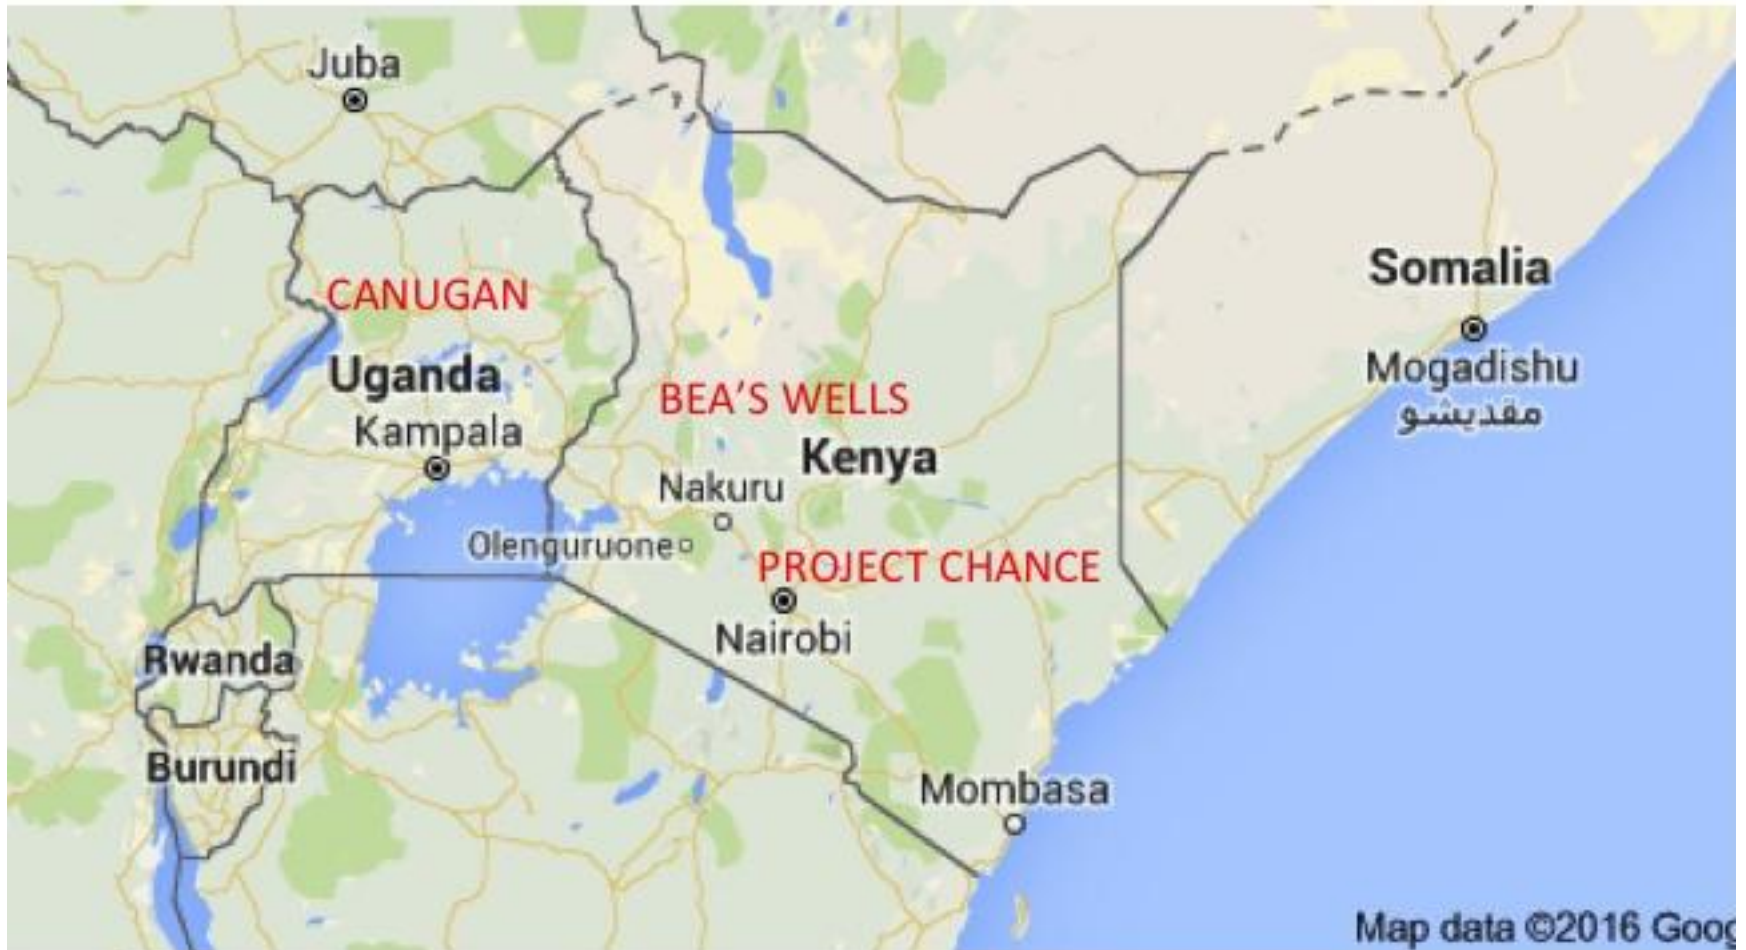 Juba
Somalia
CANUGAN
Mogadishu
مقديشو
Uganda
BEA'S WELLS
Kampala
Kenya
Nakuru
Olenguruone
PROJECT CHANCE
Nairobi
Rwanda
Burundi
Mombasa
Map data ©2016 Goog